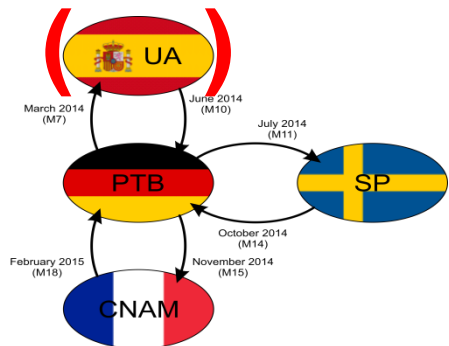 UA
March 2014
(M7)
June 2014
(M10)
July 2014
(M11)
PTB
SP
October 2014
(M14)
February 2015
(M18)
November 2014
(M15)
CNAM